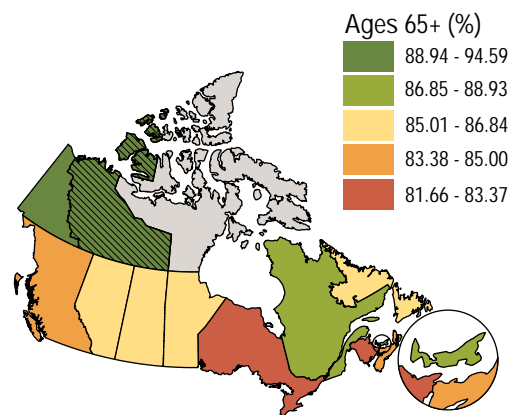 Ages 65+ (%)
88.94 - 94.59
86.85 - 88.93
85.01 - 86.84
83.38 - 85.00
81.66 - 83.37